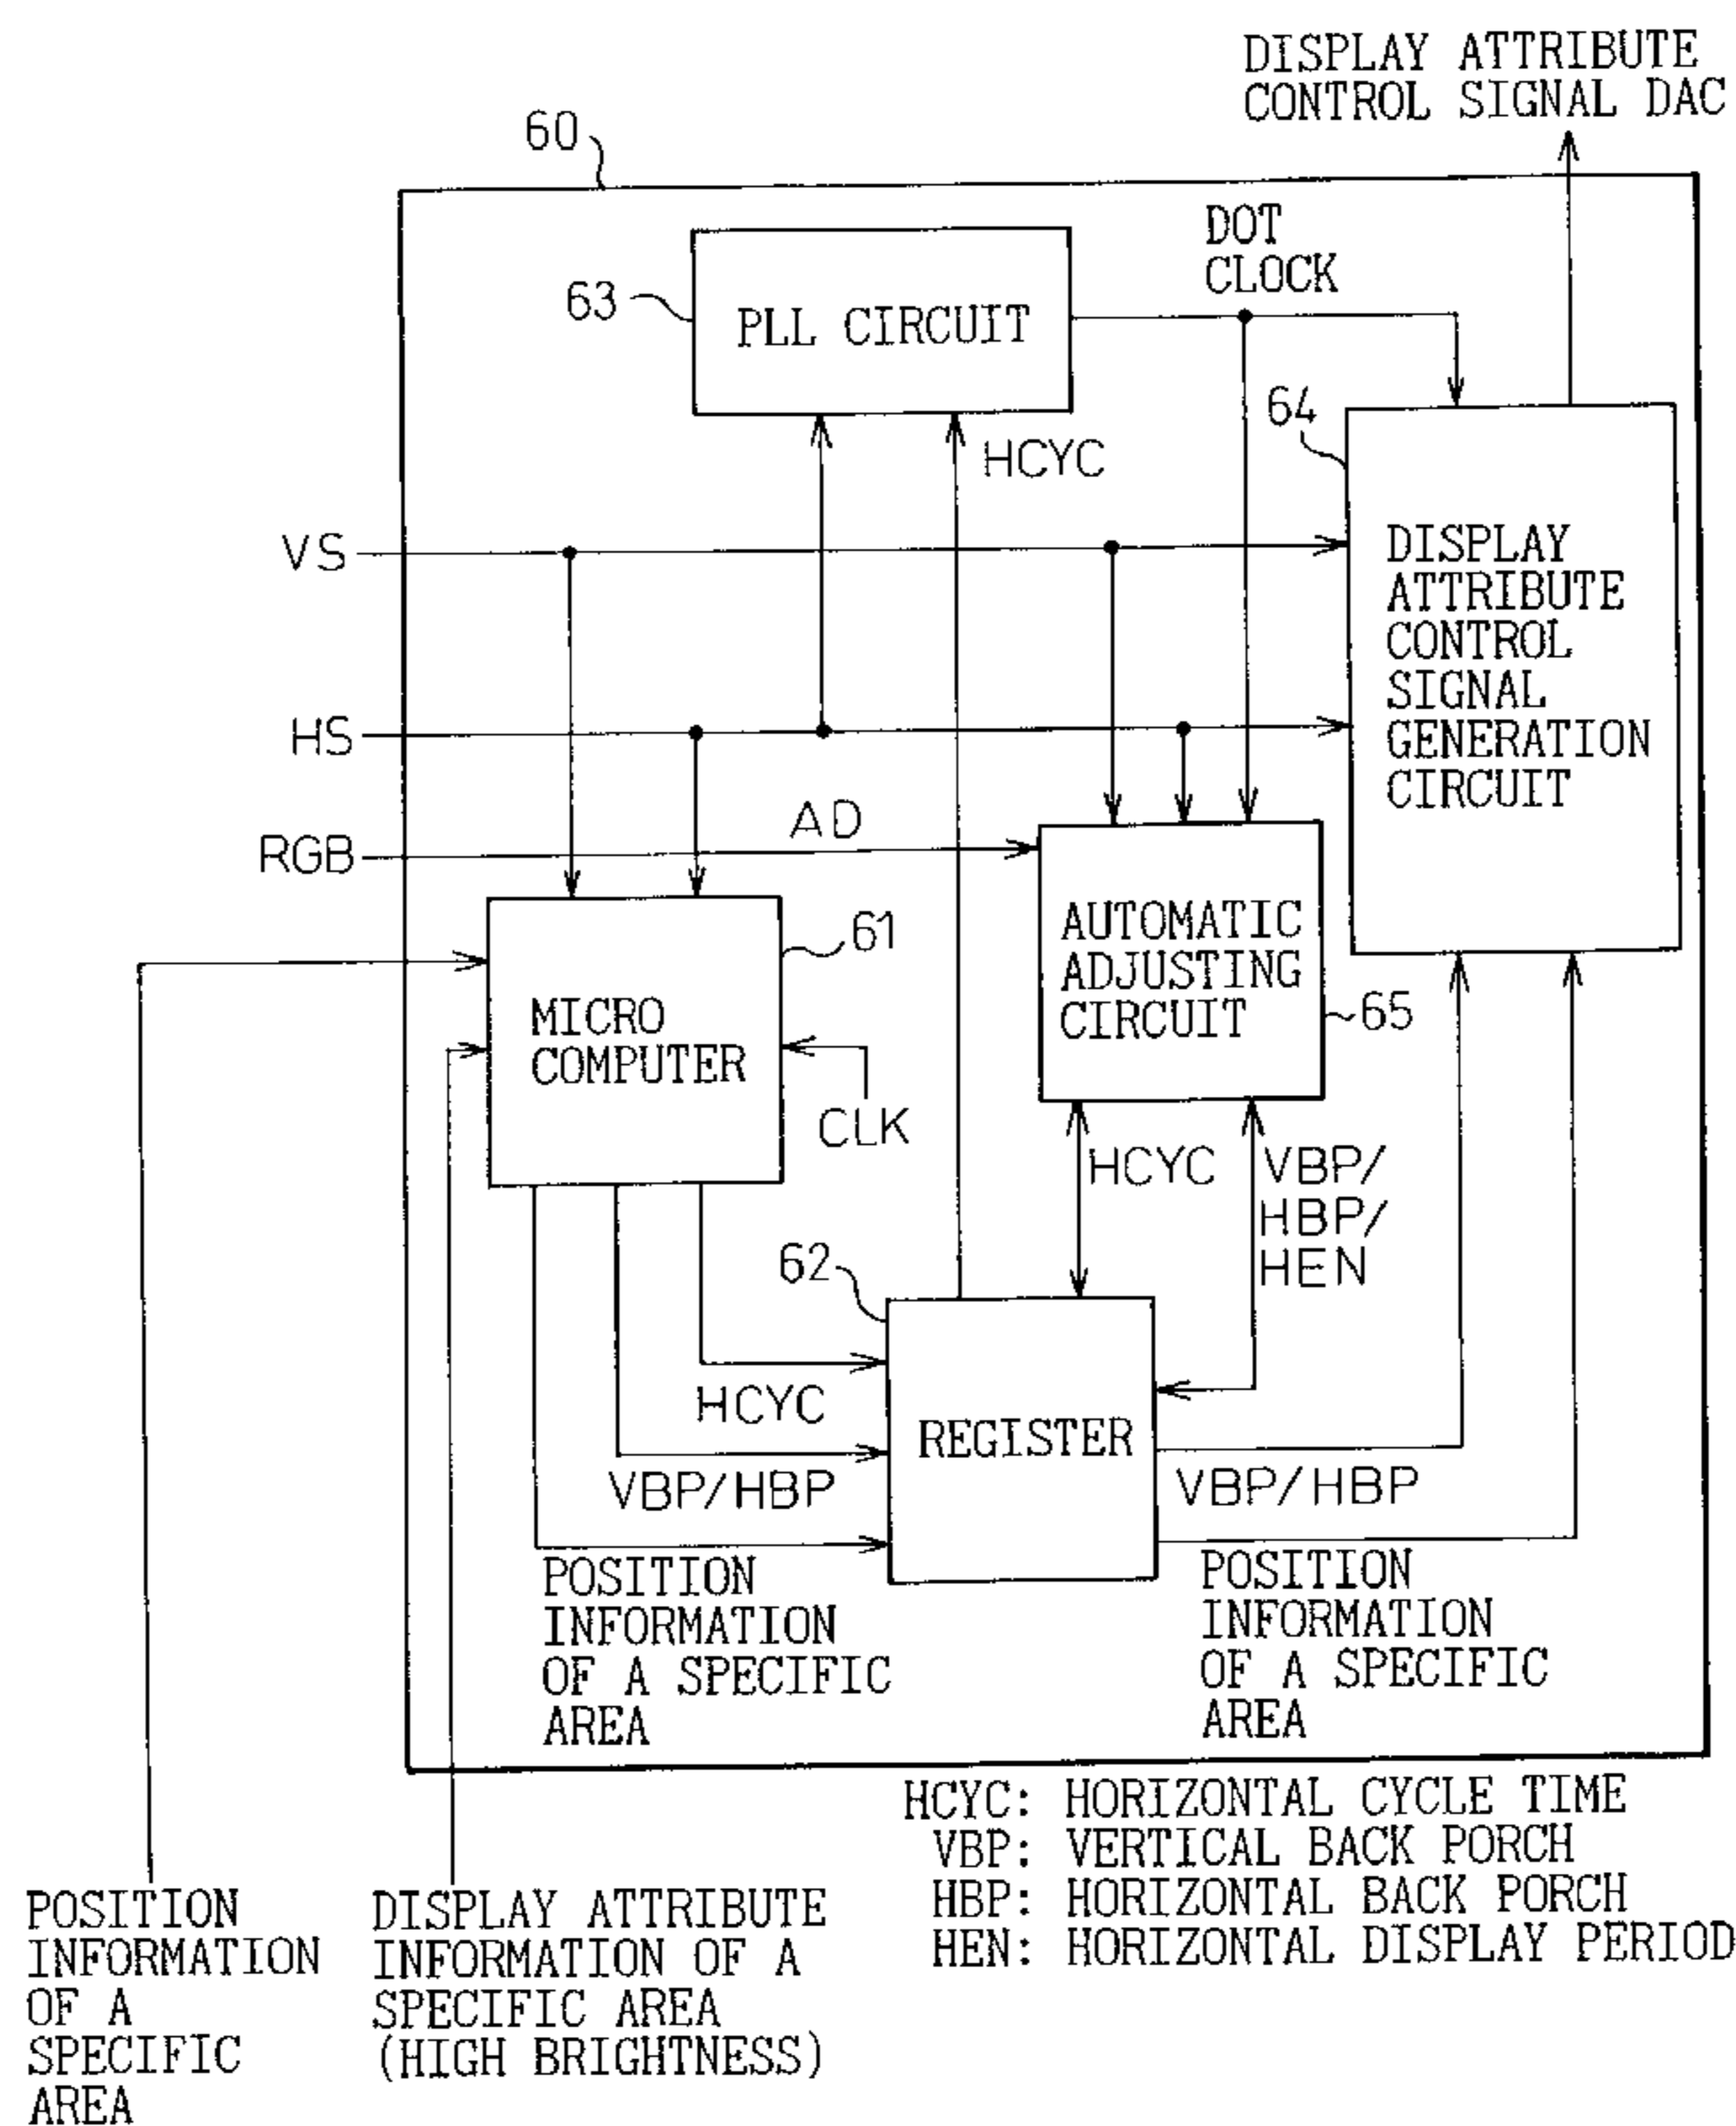 DISPLAY ATTRIBUTE
CONTROL SIGNAL DAC
60
DOT
CLOCK
63
PLL CIRCUIT
64
HCYC
VS
DISPLAY
ATTRIBUTE
CONTROL
SIGNAL
GENERATION
CIRCUIT
HS
AD
RGB
61
AUTOMATIC
ADJUSTING
CIRCUIT
65
MICRO
COMPUTER
CLK
HCYC
VBP/
HBP/
HEN
62
HCYC
REGISTER
VBP/HBP
VBP/HBP
POSITION
INFORMATION
OF A SPECIFIC
AREA
POSITION
INFORMATION
OF A SPECIFIC
AREA
HCYC: HORIZONTAL CYCLE TIME
VBP: VERTICAL BACK PORCH
HBP: HORIZONTAL BACK PORCH
HEN: HORIZONTAL DISPLAY PERIOD
POSITION
INFORMATION
OF A
SPECIFIC
AREA
DISPLAY ATTRIBUTE
INFORMATION OF A
SPECIFIC AREA
(HIGH BRIGHTNESS)